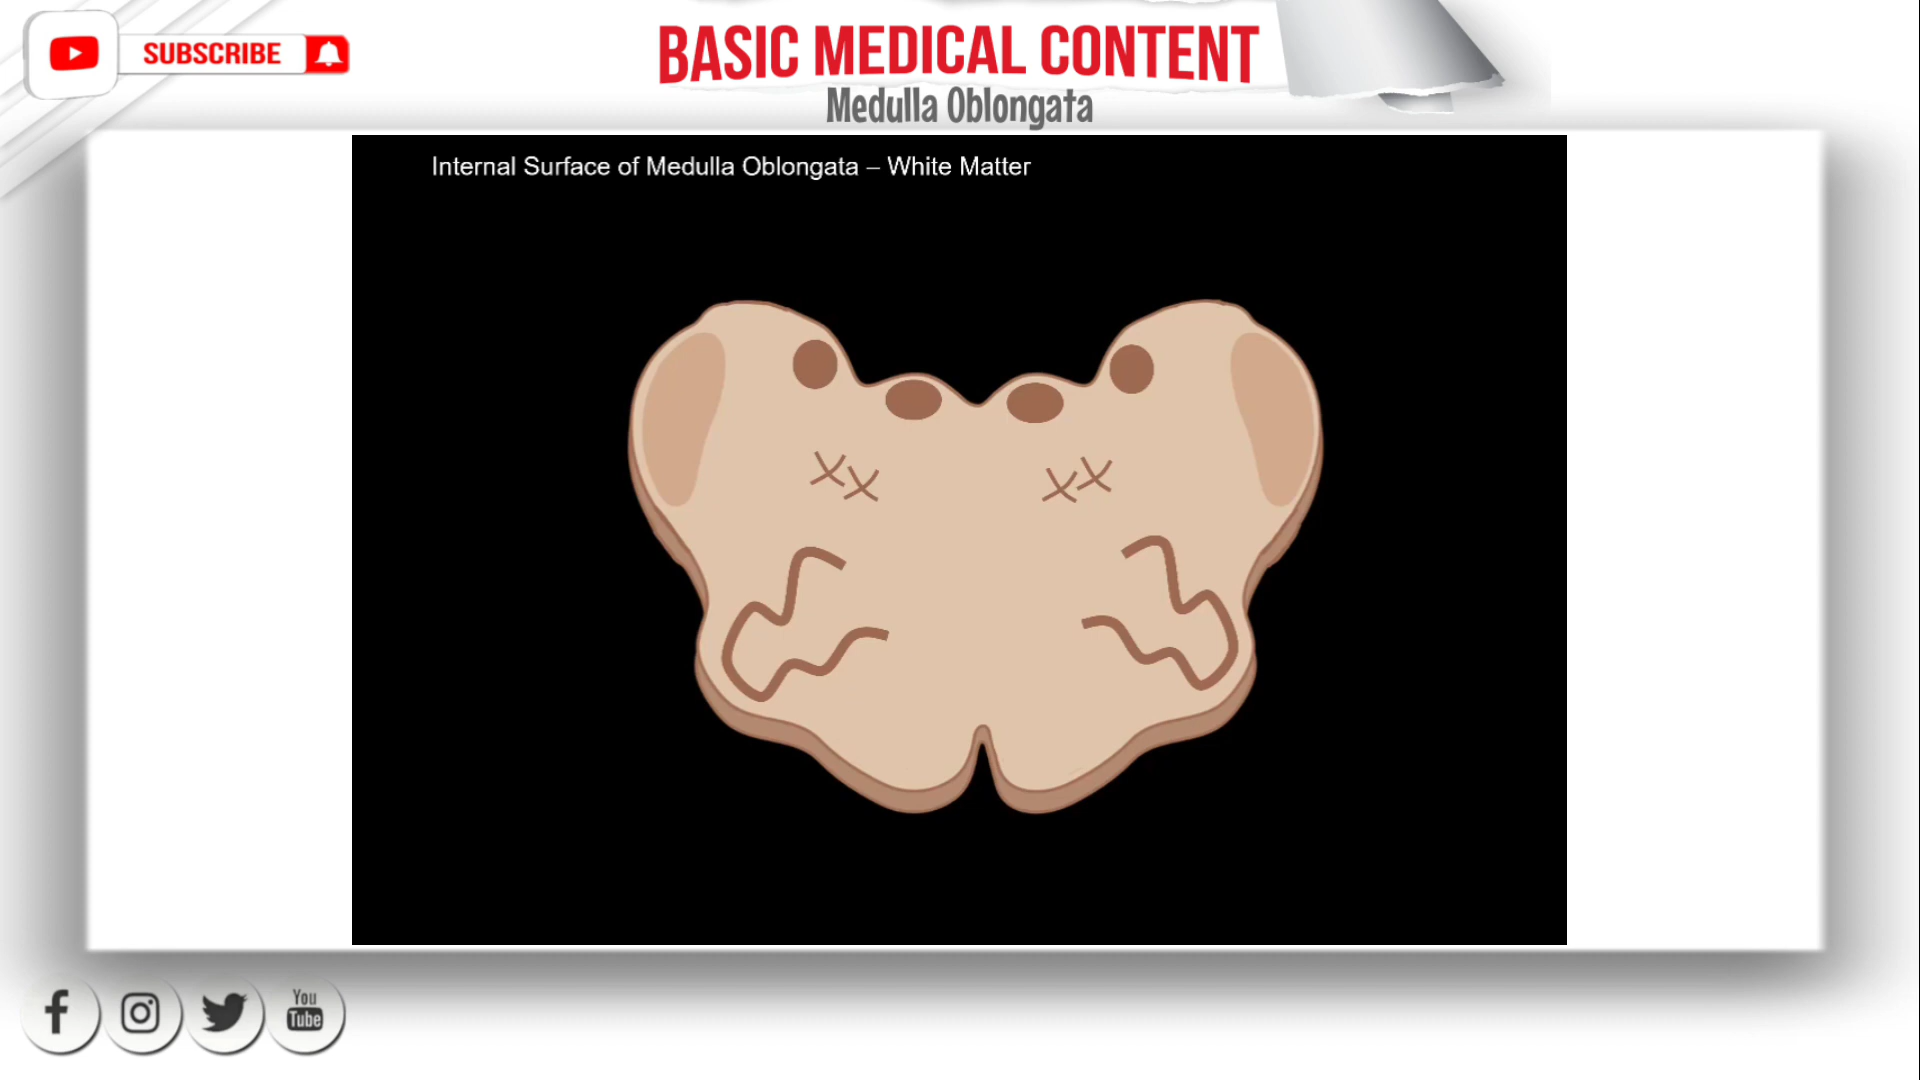 SUBSCRIBE
BASIC MEDICAL CONTENT
Medulla Oblongata
Internal Surface of Medulla Oblongata – White Matter
You
Tube